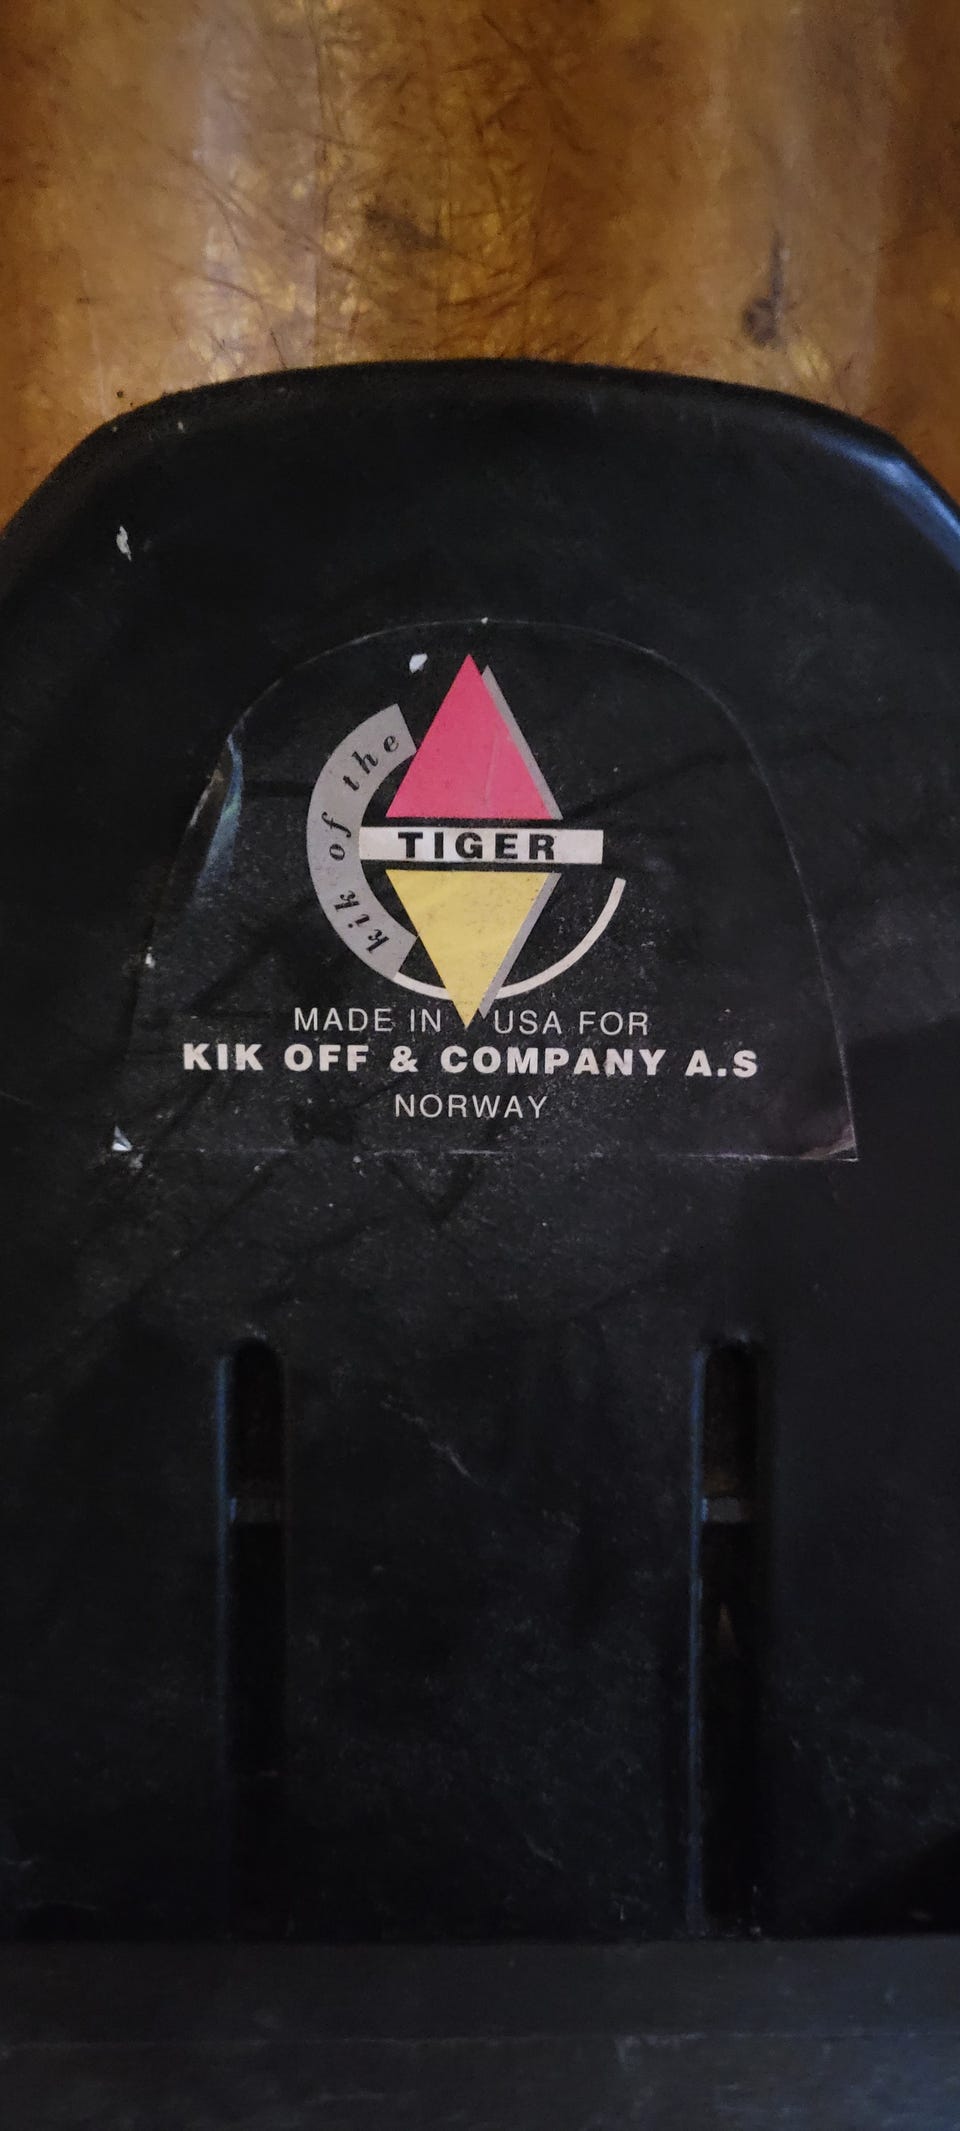 kik of the
TIGER
MADE IN USA FOR
KIK OFF & COMPANY A.S
NORWAY